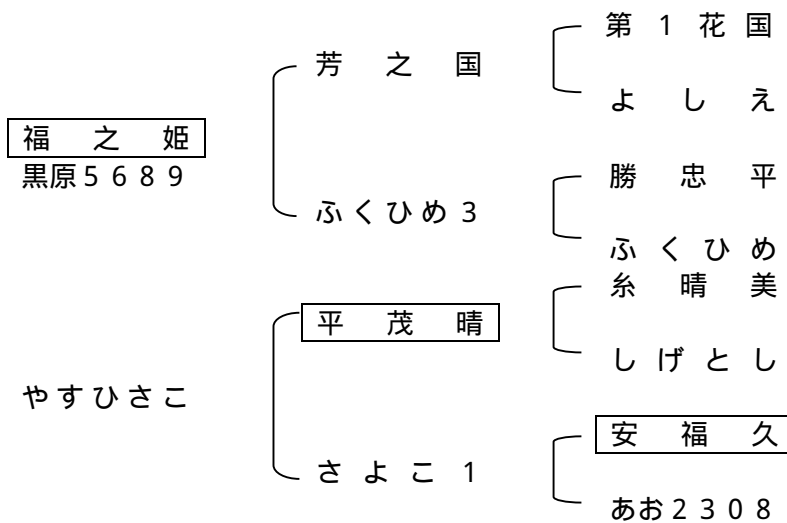 第1花国
芳之国
よしえ
福之姫
黒原5689
勝忠平
ふくひめ3
ふくひめ
糸晴美
平茂晴
しげとし
やすひさこ
安福久
さよこ1
あお2308